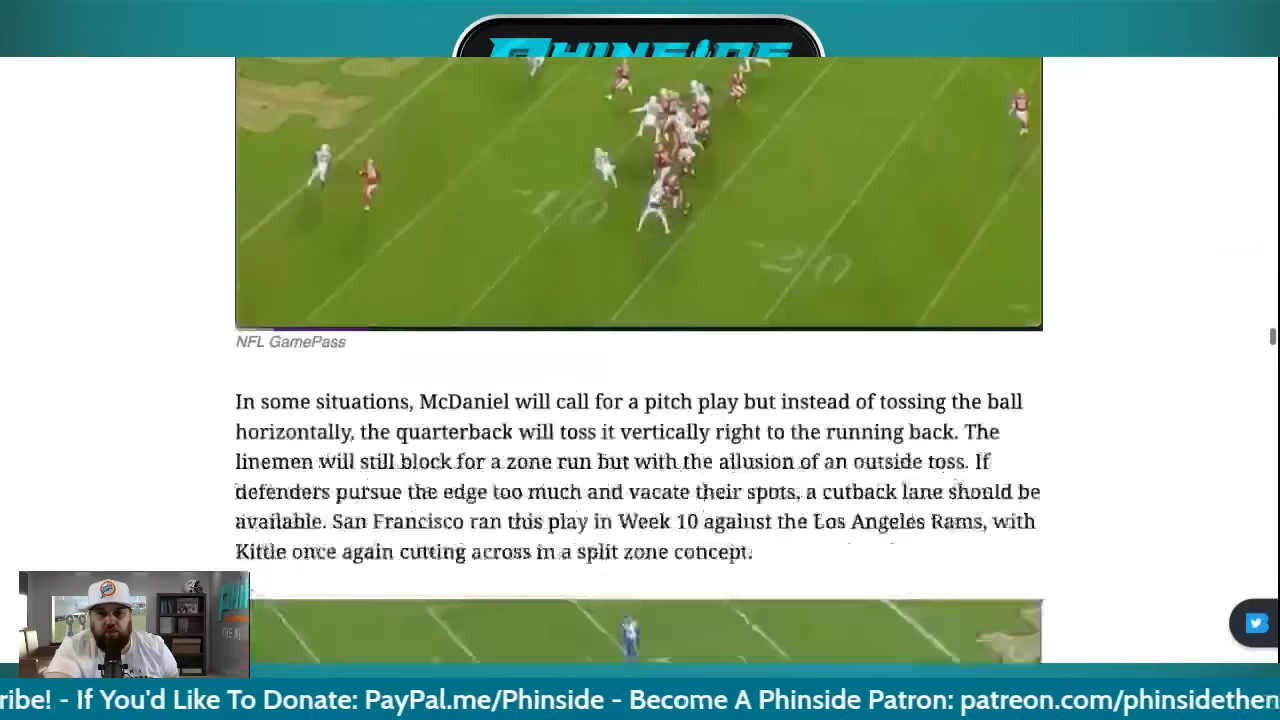 PHINSIDE
10
20
NFL GamePass
In some situations, McDaniel will call for a pitch play but instead of tossing the ball
horizontally, the quarterback will toss it vertically right to the running back. The
linemen will still block for a zone run but with the allusion of an outside toss. If
defenders pursue the edge too much and vacate their spots, a cutback lane should be
available. San Francisco ran this play in Week 10 against the Los Angeles Rams, with
Kittle once again cutting across in a split zone concept.
ribe! - If You'd Like To Donate: PayPal.me/Phinside - Become A Phinside Patron: patreon.com/phinsidethen